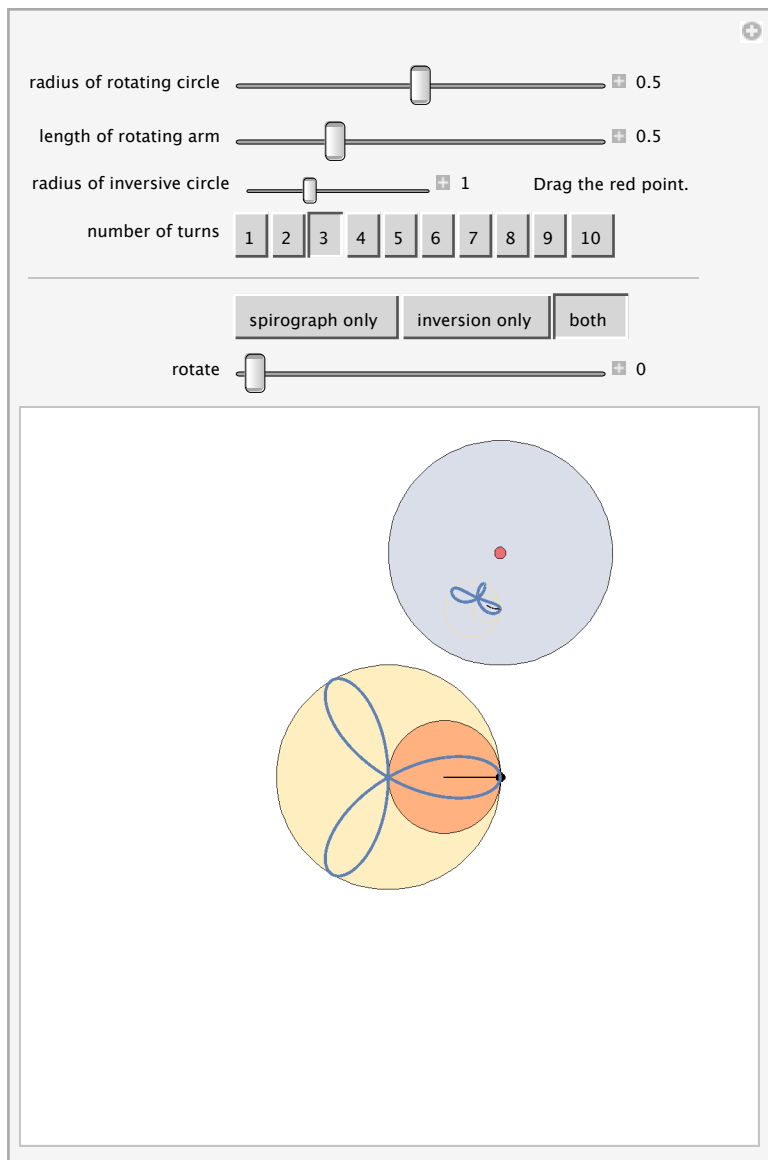 radius of rotating circle 0.5
length of rotating arm 0.5
radius of inversive circle 1 Drag the red point.
number of turns 1 2 3 4 5 6 7 8 9 10
spirograph only inversion only both
rotate 0